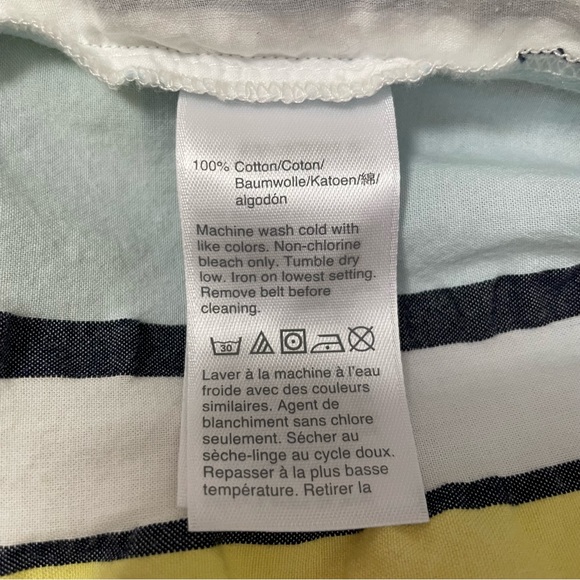 100% Cotton/Coton/
Baumwolle/Katoen/綿/
algodón
Machine wash cold with
like colors. Non-chlorine
bleach only. Tumble dry
low. Iron on lowest setting.
Remove belt before
cleaning.
30
Laver à la machine à l'eau
froide avec des couleurs
similaires. Agent de
blanchiment sans chlore
seulement. Sécher au
sèche-linge au cycle doux.
Repasser à la plus basse
température. Retirer la